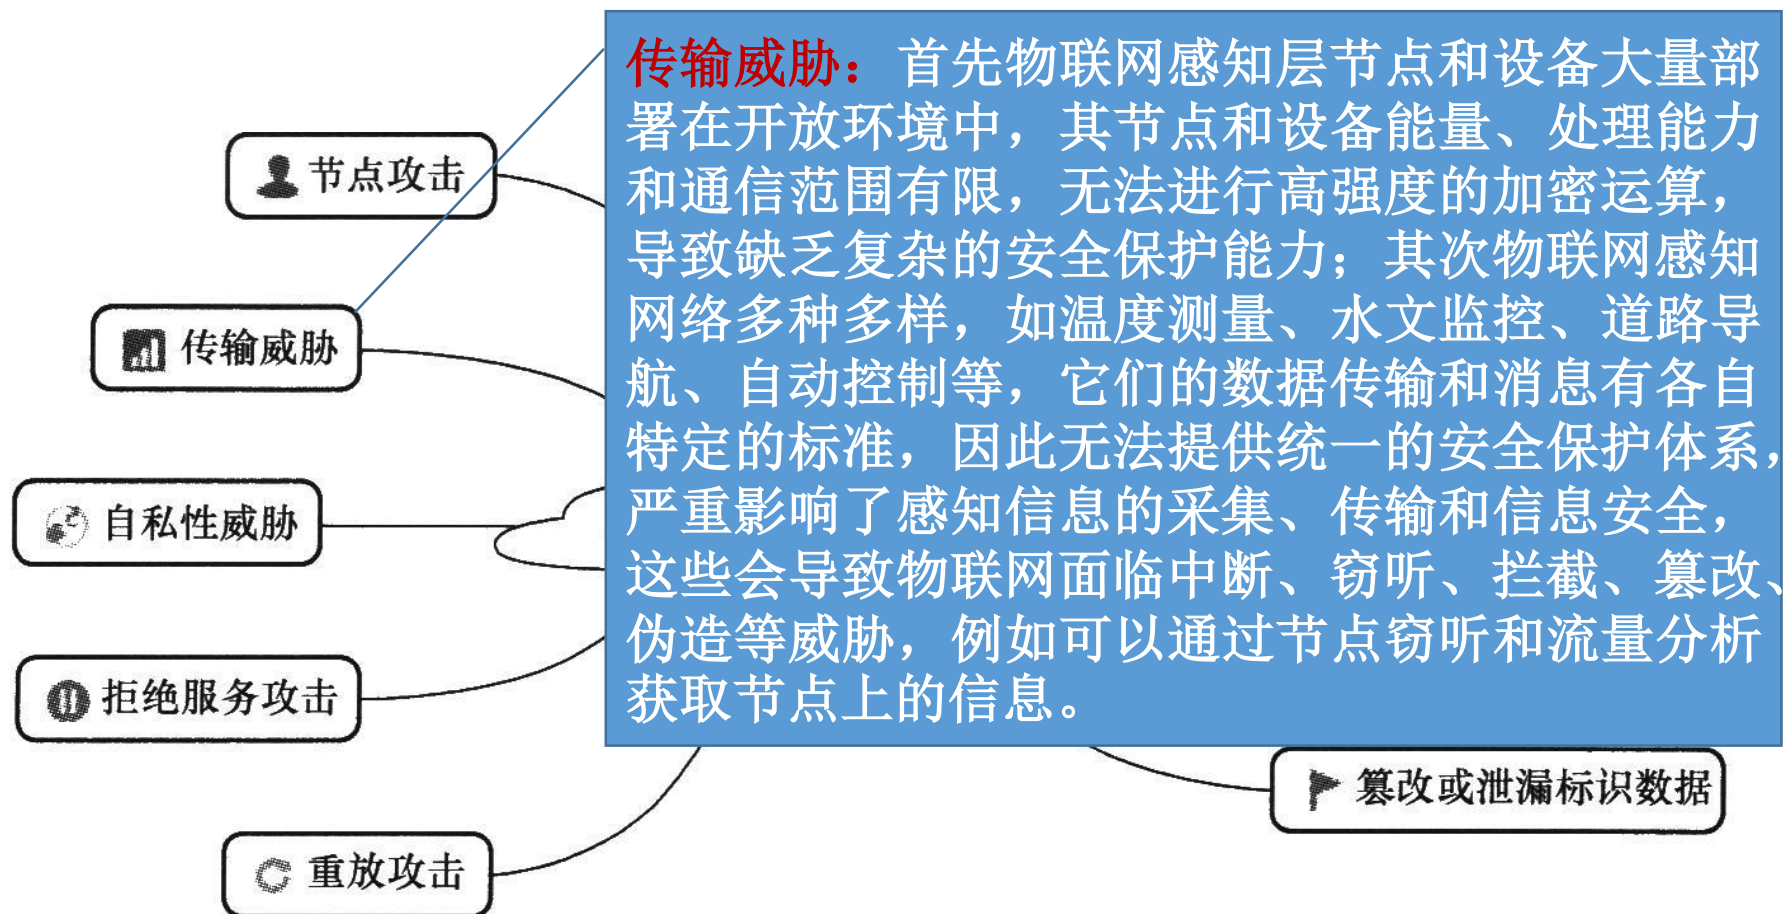 传输威胁：首先物联网感知层节点和设备大量部
署在开放环境中，其节点和设备能量、处理能力
和通信范围有限，无法进行高强度的加密运算，
导致缺乏复杂的安全保护能力；其次物联网感知
网络多种多样，如温度测量、水文监控、道路导
航、自动控制等，它们的数据传输和消息有各自
特定的标准，因此无法提供统一的安全保护体系，
严重影响了感知信息的采集、传输和信息安全，
这些会导致物联网面临中断、窃听、拦截、篡改、
伪造等威胁，例如可以通过节点窃听和流量分析
获取节点上的信息。
节点攻击
传输威胁
自私性威胁
拒绝服务攻击
重放攻击
篡改或泄漏标识数据